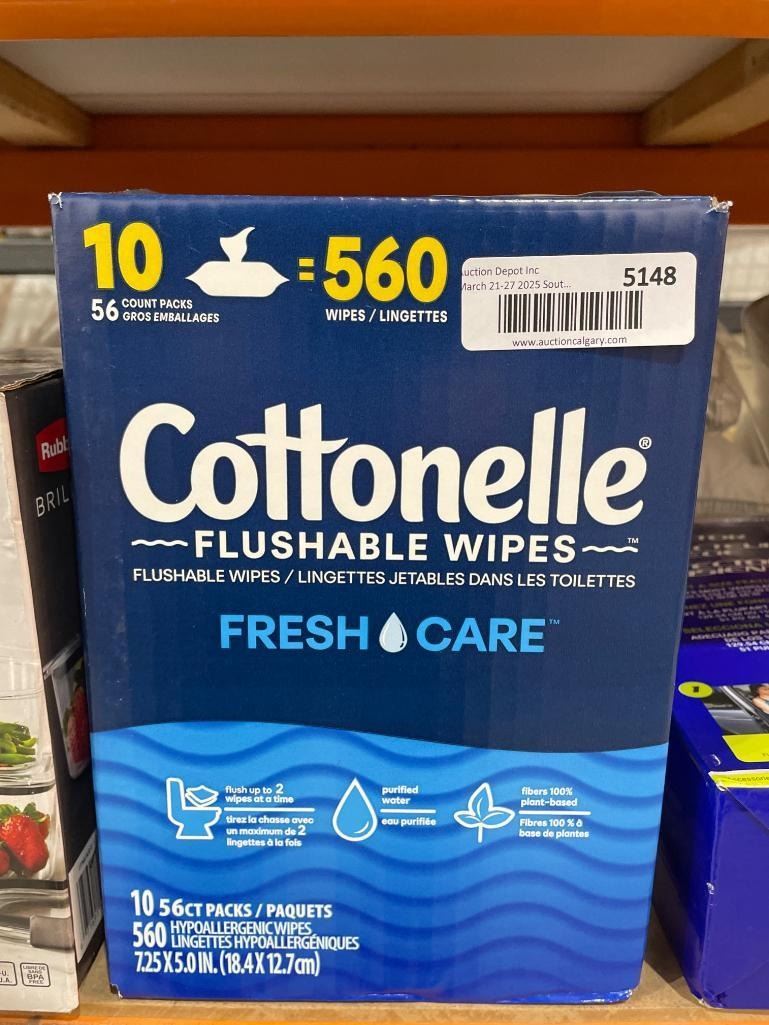 10
56 COUNT PACKS
GROS EMBALLAGES
= 560
WIPES / LINGETTES
uction Depot Inc
March 21-27 2025 Sout...
5148
www.auctioncalgary.com
Cottonelle®
FLUSHABLE WIPES™
FLUSHABLE WIPES / LINGETTES JETABLES DANS LES TOILETTES
FRESH CARE™
flush up to 2
wipes at a time
tirez la chasse avec
un maximum de 2
lingettes à la fois
purified
water
eau purifiée
fibers 100%
plant-based
Fibres 100 % à
base de plantes
10 56CT PACKS / PAQUETS
560 HYPOALLERGENIC WIPES
LINGETTES HYPOALLERGÉNIQUES
7.25 X 5.0 IN. (18.4 X 12.7cm)
Rubb
BRIL
LIBRE DE
SANS
BPA
FREE